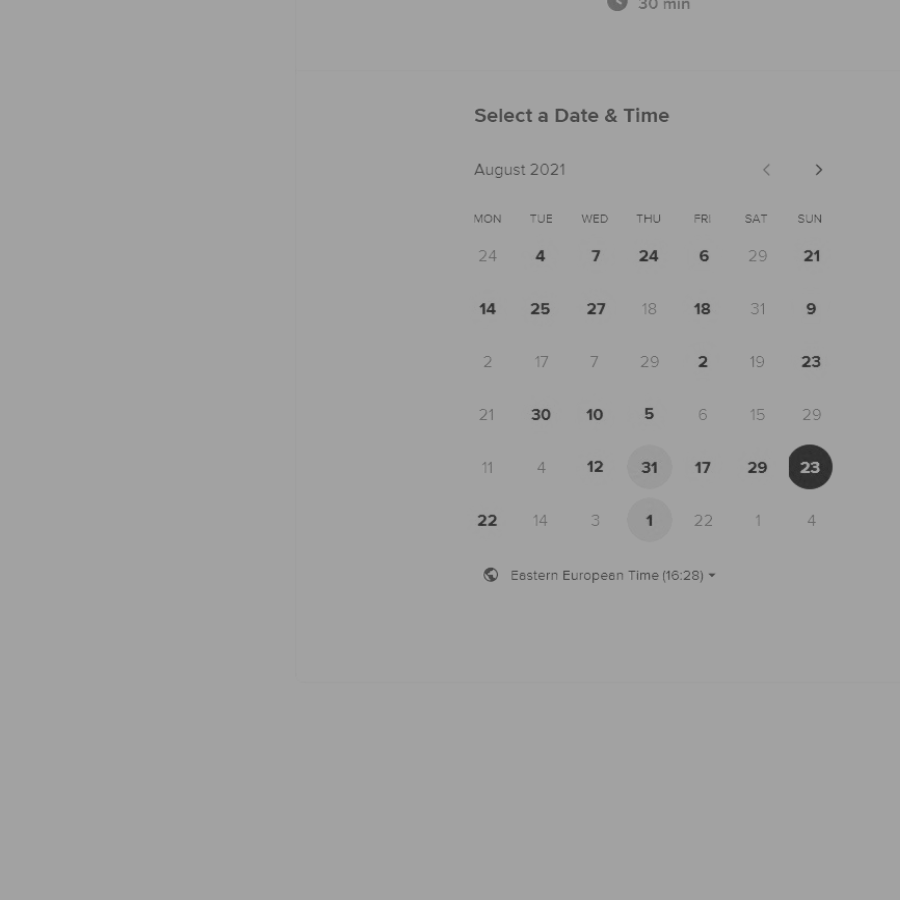 30 min
Select a Date & Time
August 2021
MON TUE WED THU FRI SAT SUN
24 4 7 24 6 29 21
14 25 27 18 18 31 9
2 17 7 29 2 19 23
21 30 10 5 6 15 29
11 4 12 31 17 29 23
22 14 3 1 22 1 4
Eastern European Time (16:28)